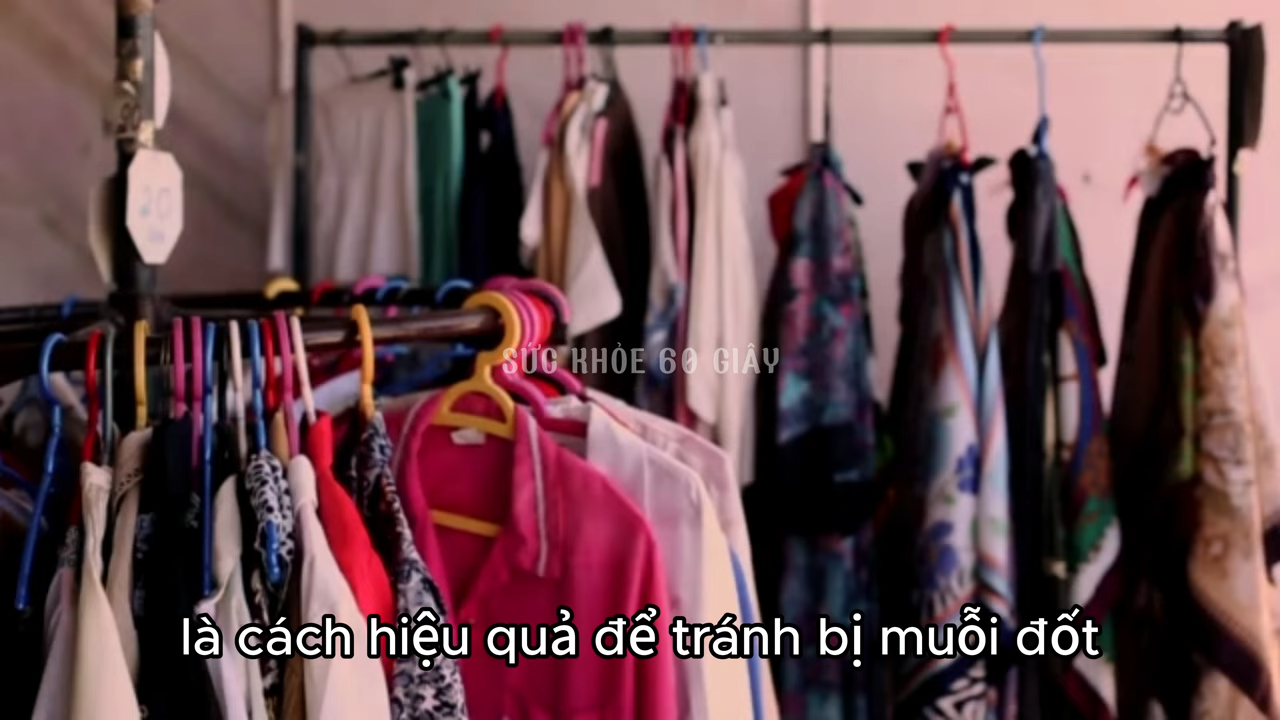 SỨC KHỎE 60 GIÂY
là cách hiệu quả để tránh bị muỗi đốt